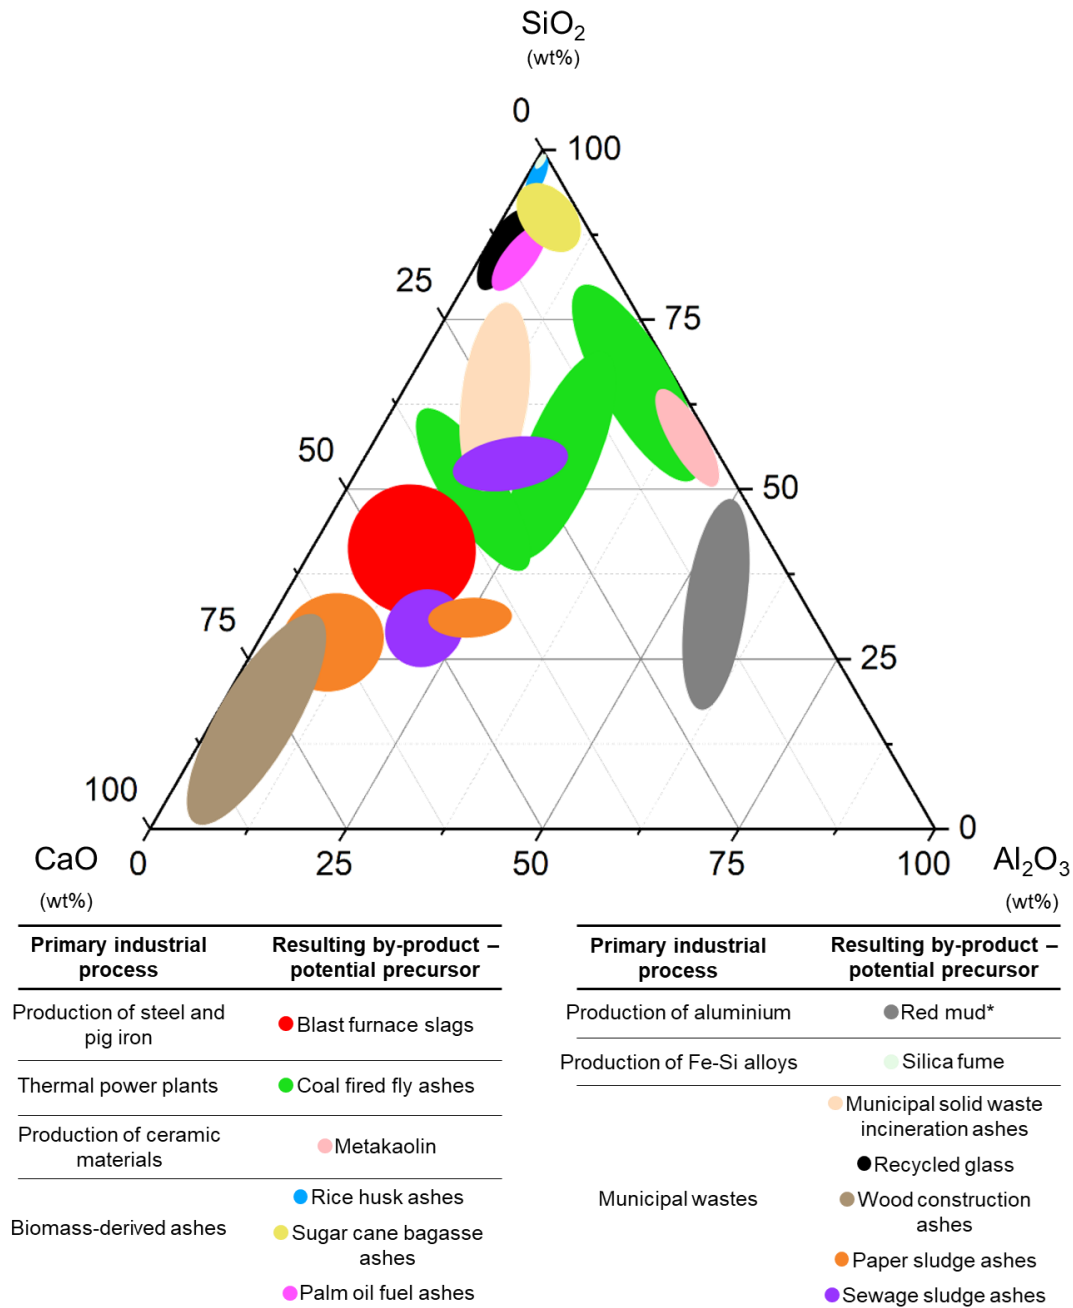 SiO₂
(wt%)
0
100
25
75
50
50
75
25
100
0
CaO
(wt%)
0
25
50
75
100
Al₂O₃
(wt%)
Primary industrial
process
Resulting by-product –
potential precursor
Production of steel and
pig iron
Blast furnace slags
Thermal power plants
Coal fired fly ashes
Production of ceramic
materials
Metakaolin
Biomass-derived ashes
Rice husk ashes
Sugar cane bagasse
ashes
Palm oil fuel ashes
Primary industrial
process
Resulting by-product –
potential precursor
Production of aluminium
Red mud*
Production of Fe-Si alloys
Silica fume
Municipal wastes
Municipal solid waste
incineration ashes
Recycled glass
Wood construction
ashes
Paper sludge ashes
Sewage sludge ashes